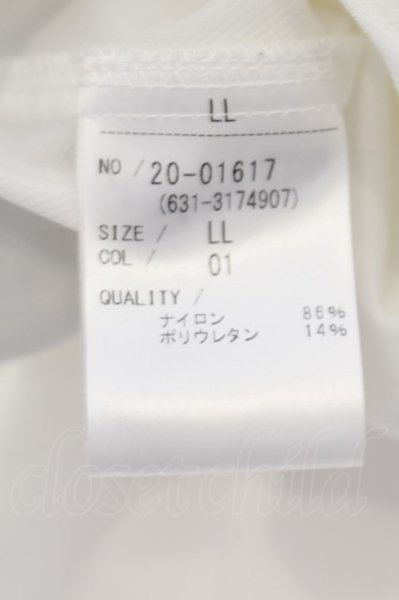 LL
NO / 20-01617
(631-3174907)
SIZE / LL
COL / 01
QUALITY /
ナイロン 86%
ポリウレタン 14%
closet child